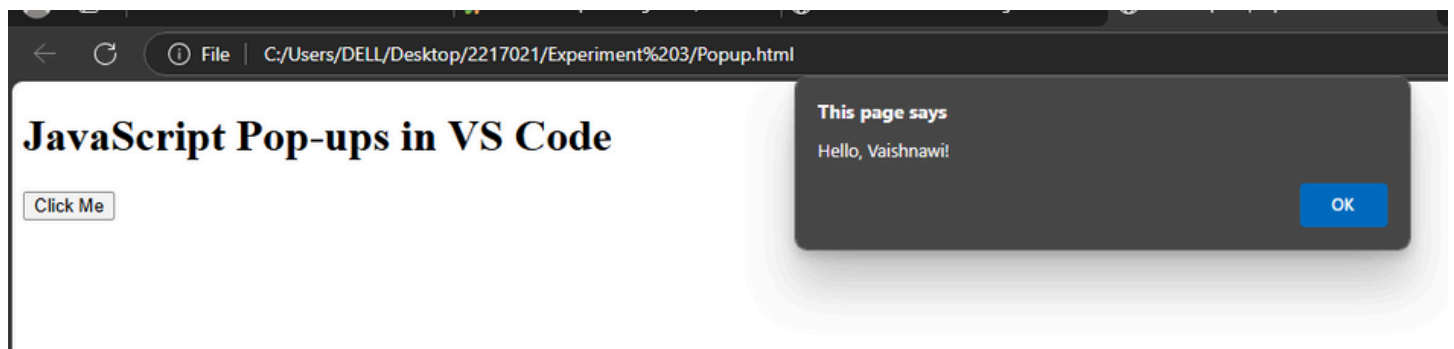 File
C:/Users/DELL/Desktop/2217021/Experiment%203/Popup.html
This page says
Hello, Vaishnawi!
OK
JavaScript Pop-ups in VS Code
Click Me